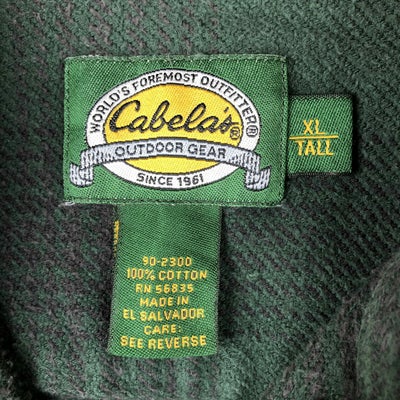 WORLD'S FOREMOST OUTFITTER®
Cabela's®
OUTDOOR GEAR
SINCE 1961
XL
TALL
90-2300
100% COTTON
RN 56835
MADE IN
EL SALVADOR
CARE:
SEE REVERSE